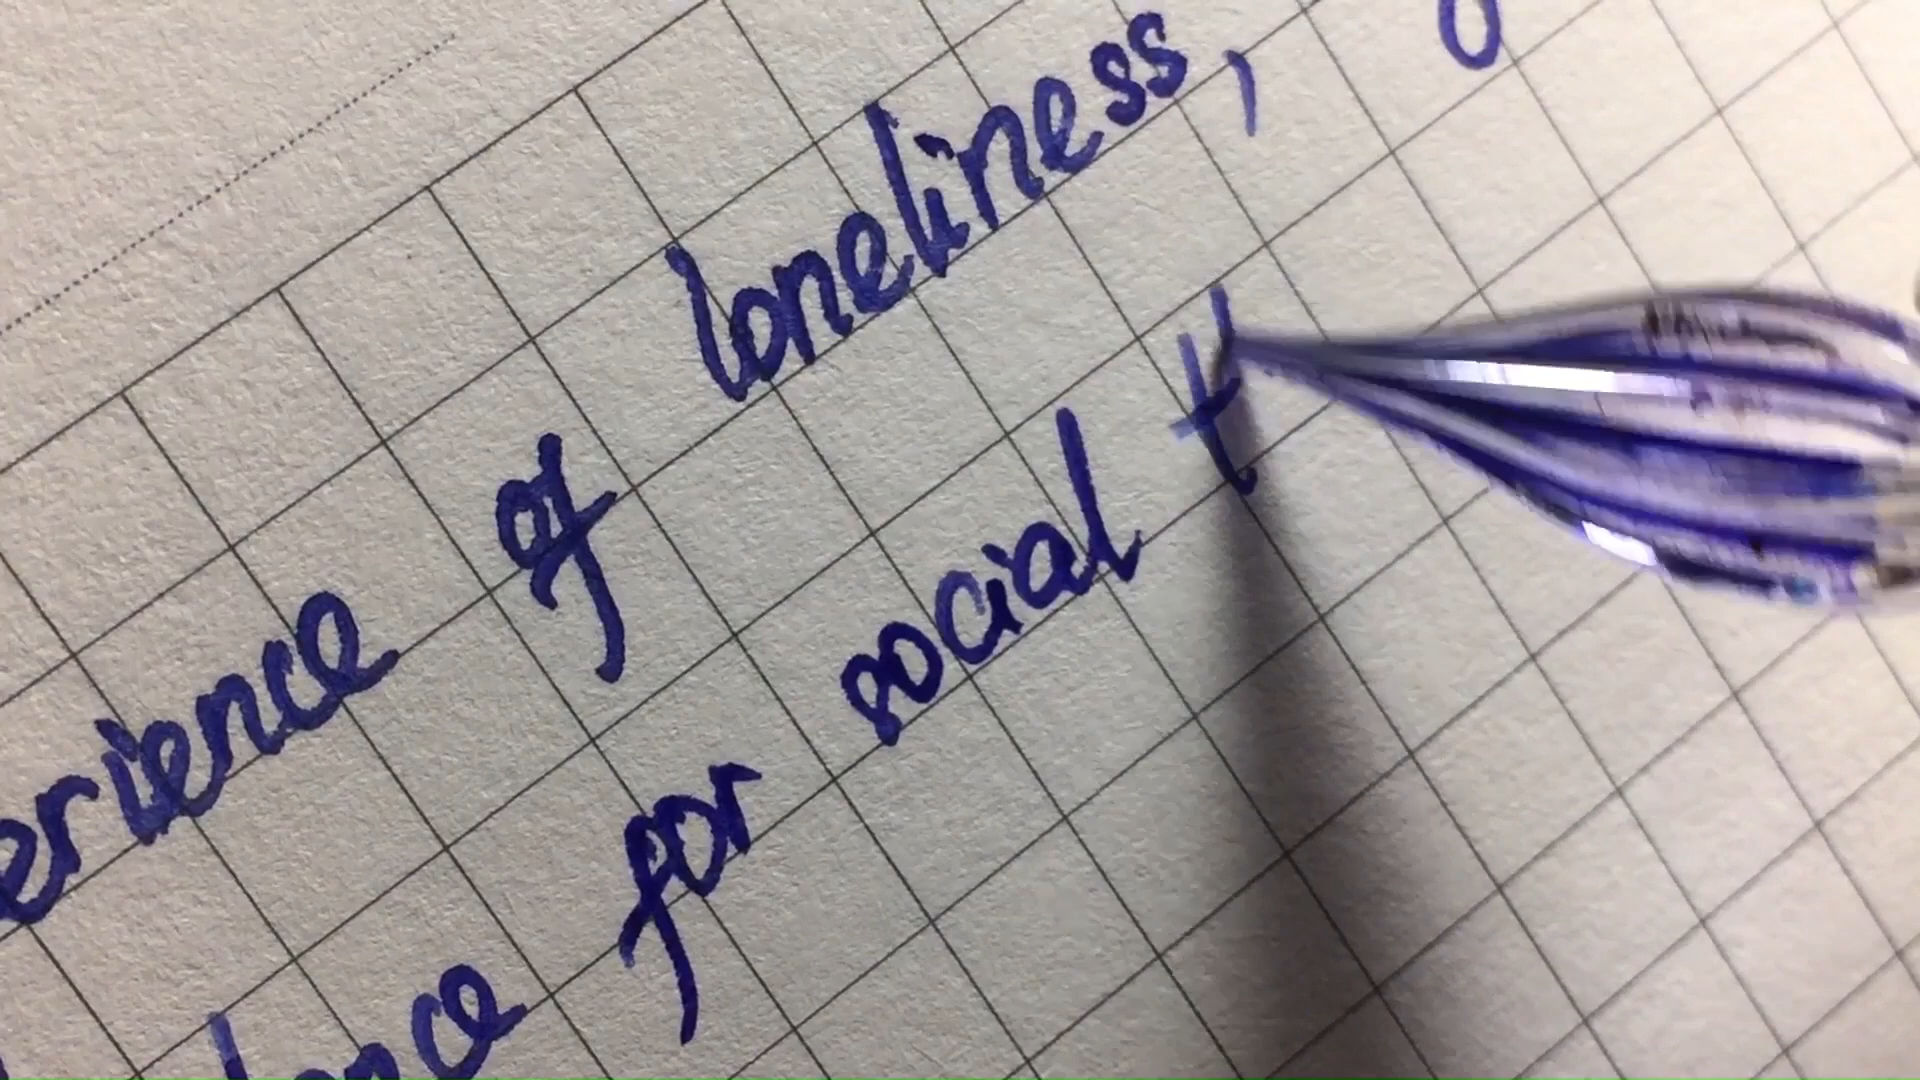 erience of loneliness,
for social t